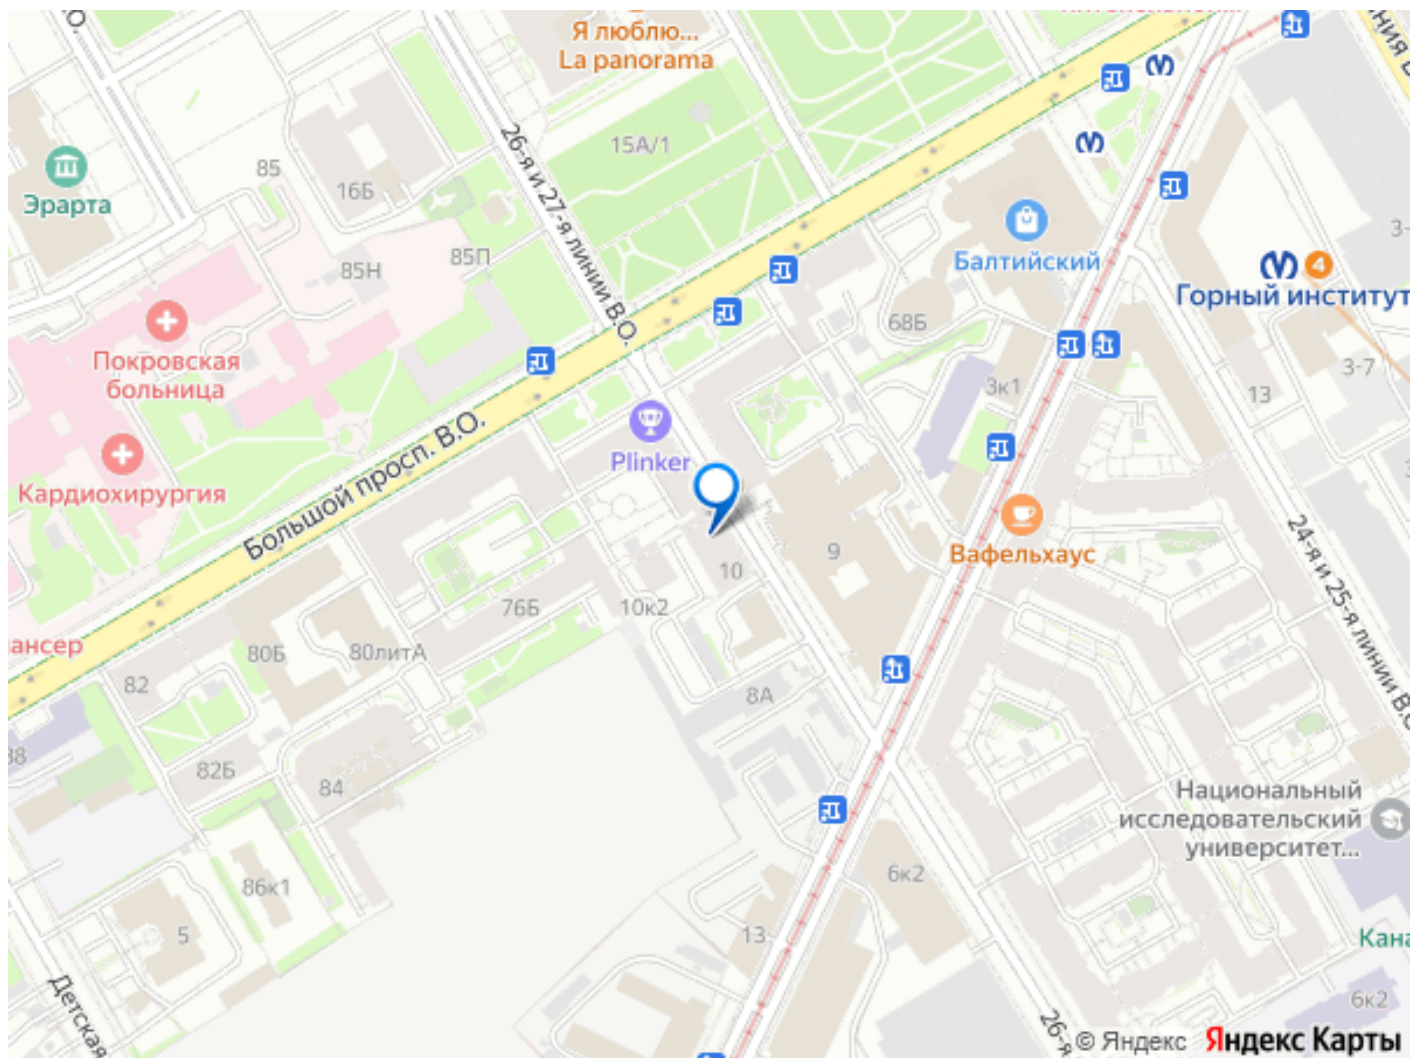 В.О.
Я люблю...
La panorama
15А/1
26-я и 27-я линии В.О.
85
16Б
Эрарта
85П
85Н
Балтийский
4
Горный институт
Покровская
больница
68Б
3к1
3-7
13
Plinker
Большой просп. В.О.
Кардиохирургия
Вафельхаус
9
10
10к2
76Б
24-я и 25-я линии В.О.
80Б
80литА
82
8А
82Б
84
Национальный
исследовательский
университет...
86к1
6к2
5
13
Детская
6к2
26-я
© Яндекс Яндекс Карты